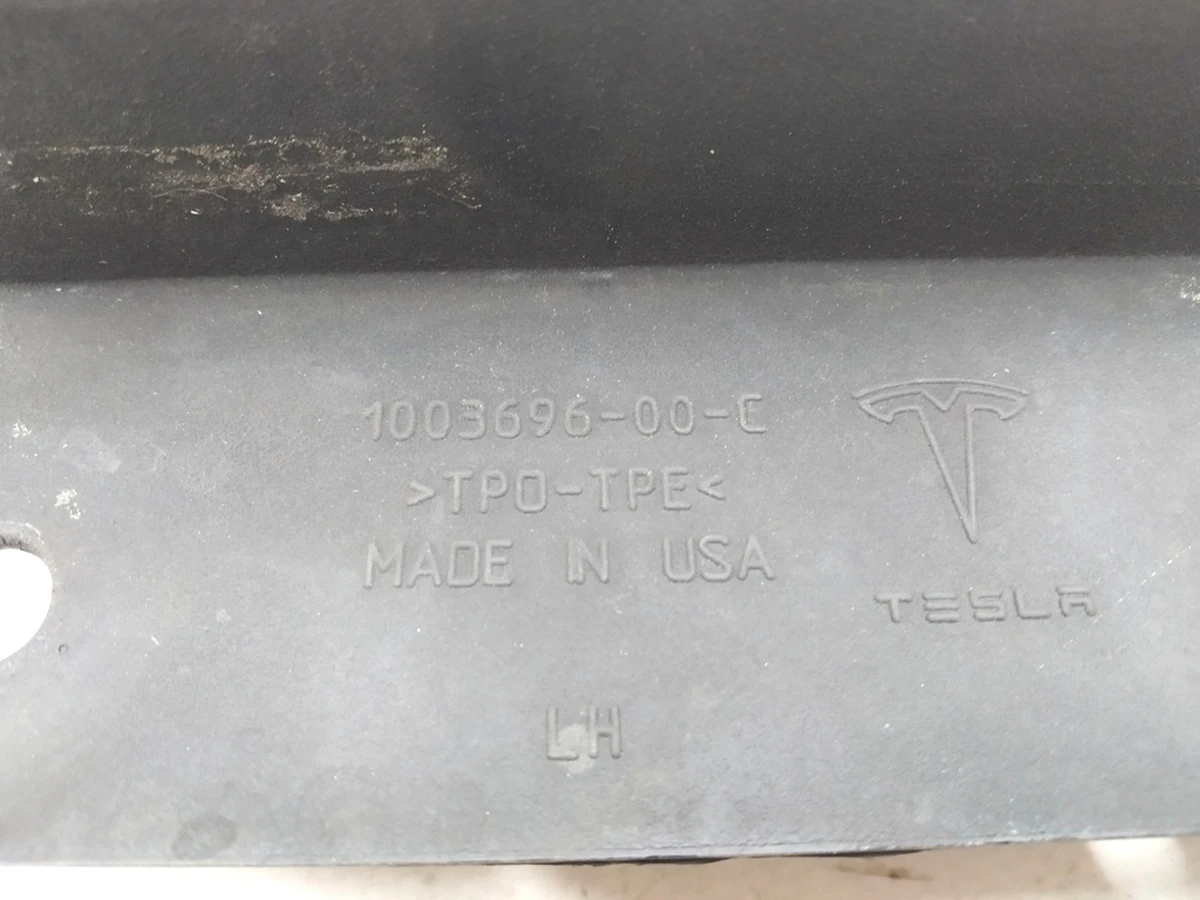 1003696-00-C
>TPO-TPE<
MADE IN USA
TESLA
LH